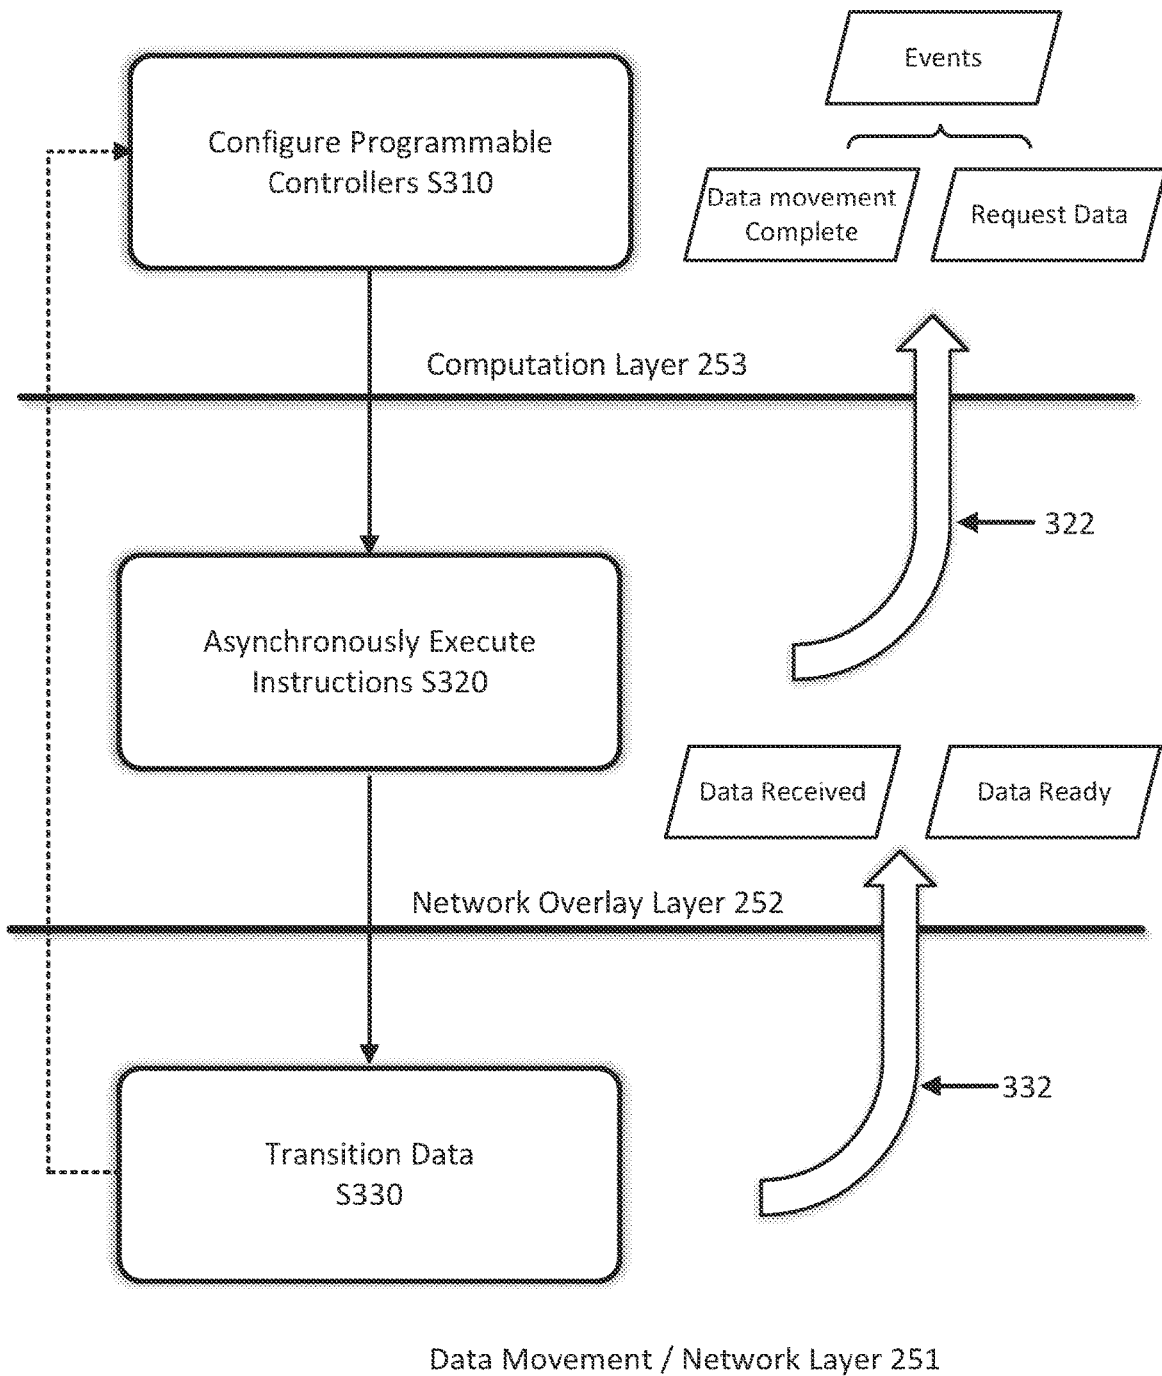 Events
Configure Programmable
Controllers S310
Data movement
Complete
Request Data
Computation Layer 253
322
Asynchronously Execute
Instructions S320
Data Received
Data Ready
Network Overlay Layer 252
332
Transition Data
S330
Data Movement / Network Layer 251